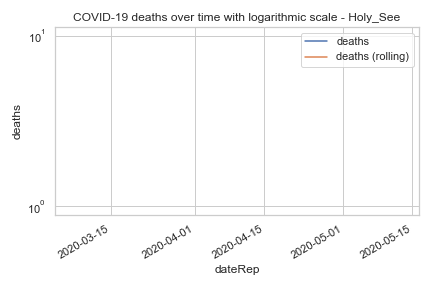 COVID-19 deaths over time with logarithmic scale - Holy_See
10¹
deaths
deaths (rolling)
deaths
10⁰
2020-03-15
2020-04-01
2020-04-15
2020-05-01
2020-05-15
dateRep